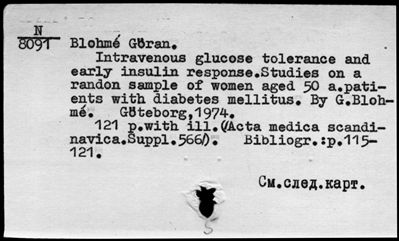 N
8091
Blohmé Göran.
Intravenous glucose tolerance and
early insulin response.Studies on a
randon sample of women aged 50 a.pati-
ents with diabetes mellitus. By G.Bloh-
mé. Göteborg,1974.
121 p.with ill.(Acta medica scandi-
navica.Suppl.566). Bibliogr.:p.115-
121.
См.след.карт.